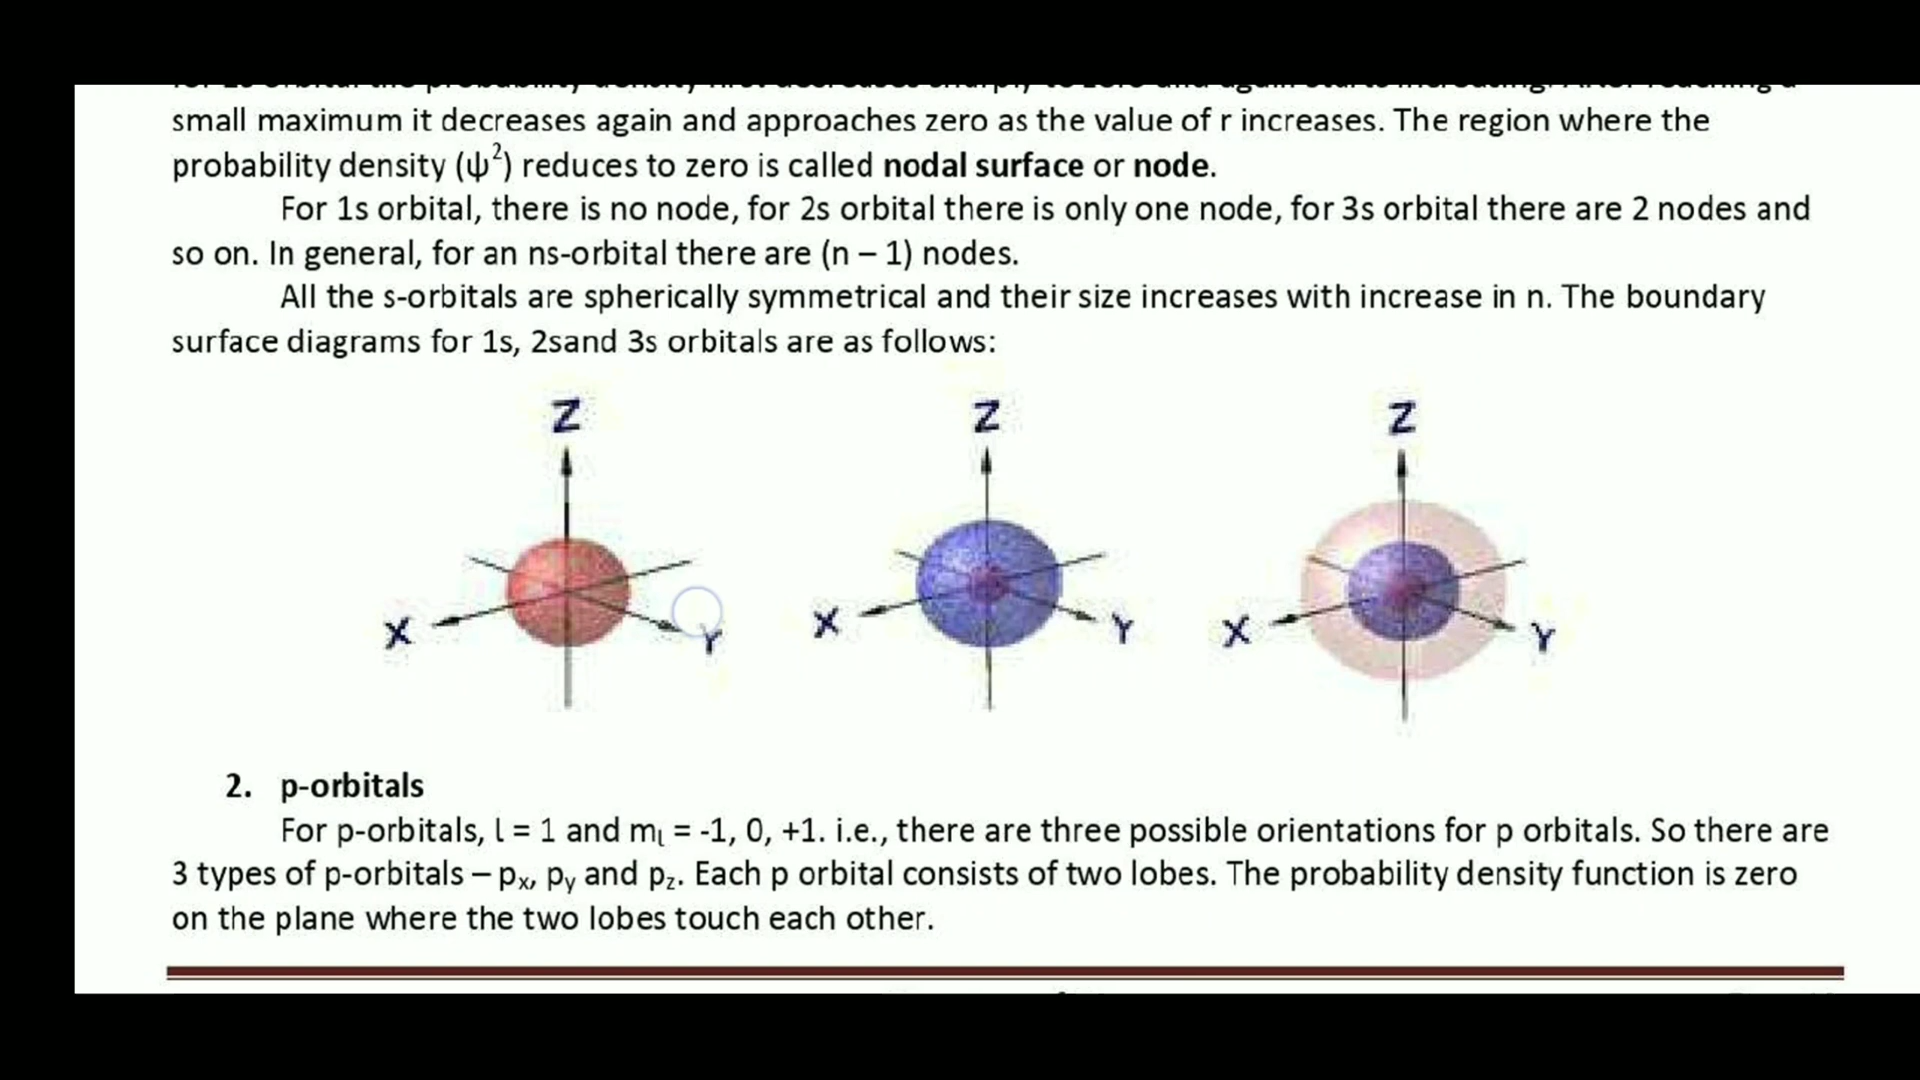 small maximum it decreases again and approaches zero as the value of r increases. The region where the
probability density (ψ²) reduces to zero is called nodal surface or node.
For 1s orbital, there is no node, for 2s orbital there is only one node, for 3s orbital there are 2 nodes and
so on. In general, for an ns-orbital there are (n – 1) nodes.
All the s-orbitals are spherically symmetrical and their size increases with increase in n. The boundary
surface diagrams for 1s, 2sand 3s orbitals are as follows:
Z Z Z
X Y X Y X Y
2. p-orbitals
For p-orbitals, l = 1 and mₗ = -1, 0, +1. i.e., there are three possible orientations for p orbitals. So there are
3 types of p-orbitals – pₓ, pᵧ and p_z. Each p orbital consists of two lobes. The probability density function is zero
on the plane where the two lobes touch each other.